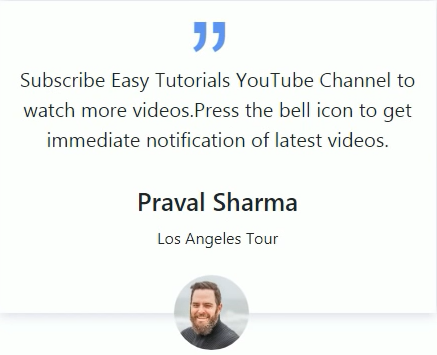 ”
Subscribe Easy Tutorials YouTube Channel to
watch more videos.Press the bell icon to get
immediate notification of latest videos.
Praval Sharma
Los Angeles Tour